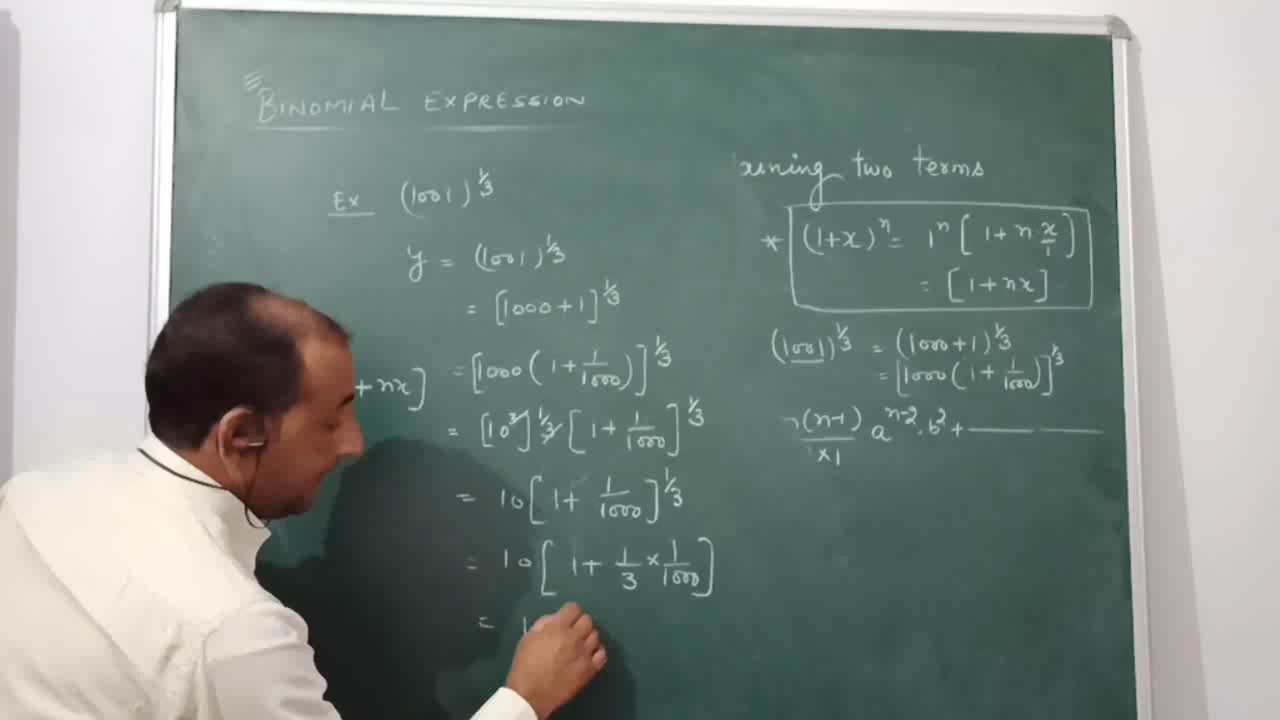 BINOMIAL EXPRESSION
Ex (1001)^1/3
y = (1001)^1/3
= [1000+1]^1/3
+ nx] = [1000(1+1/1000)]^1/3
= [10^3]^1/3 [1+1/1000]^1/3
= 10[1+1/1000]^1/3
= 10[1+1/3×1/1000]
= 1
two terms
* (1+x)^n = 1^n [1+n x/1]
= [1+nx]
(1001)^1/3 = (1000+1)^1/3
= [1000(1+1/1000)]^1/3
(n-1)/×1 a^n-2 . b^2 +